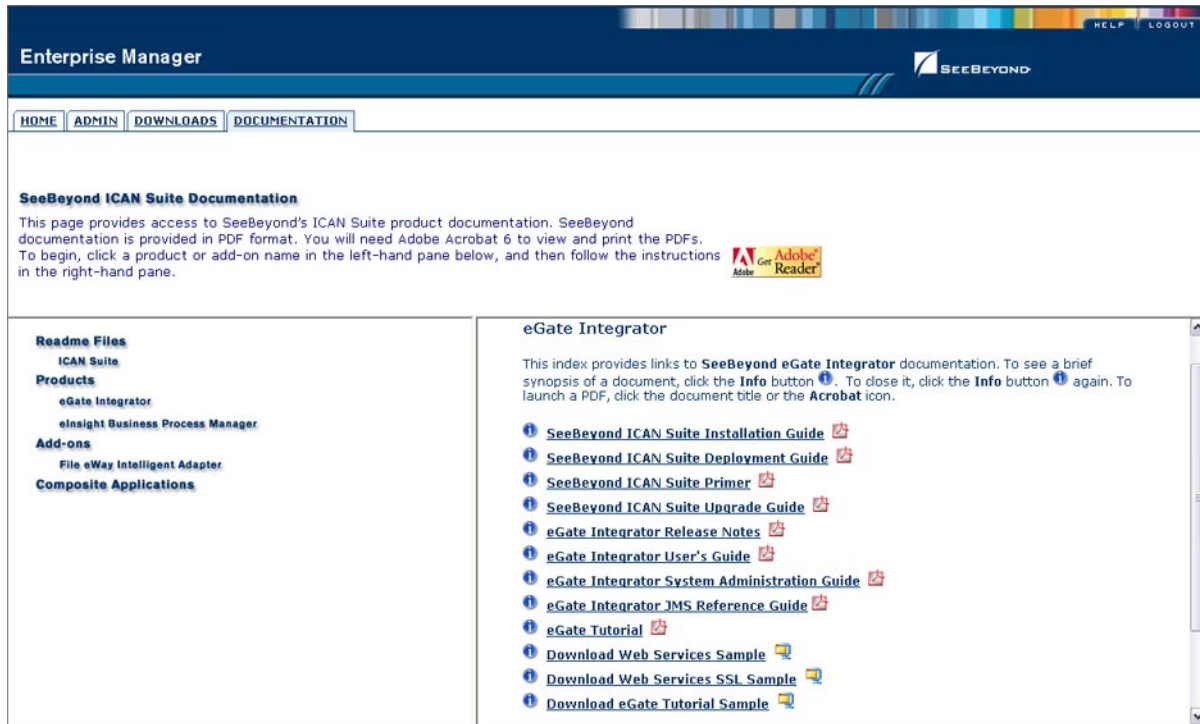 HELP LOGOUT
Enterprise Manager
SEEBEYOND
HOME ADMIN DOWNLOADS DOCUMENTATION
SeeBeyond ICAN Suite Documentation
This page provides access to SeeBeyond's ICAN Suite product documentation. SeeBeyond
documentation is provided in PDF format. You will need Adobe Acrobat 6 to view and print the PDFs.
To begin, click a product or add-on name in the left-hand pane below, and then follow the instructions
in the right-hand pane.
Adobe Get Adobe Reader
Readme Files
ICAN Suite
Products
eGate Integrator
eInsight Business Process Manager
Add-ons
File eWay Intelligent Adapter
Composite Applications
eGate Integrator
This index provides links to SeeBeyond eGate Integrator documentation. To see a brief
synopsis of a document, click the Info button. To close it, click the Info button again. To
launch a PDF, click the document title or the Acrobat icon.
SeeBeyond ICAN Suite Installation Guide
SeeBeyond ICAN Suite Deployment Guide
SeeBeyond ICAN Suite Primer
SeeBeyond ICAN Suite Upgrade Guide
eGate Integrator Release Notes
eGate Integrator User's Guide
eGate Integrator System Administration Guide
eGate Integrator JMS Reference Guide
eGate Tutorial
Download Web Services Sample
Download Web Services SSL Sample
Download eGate Tutorial Sample